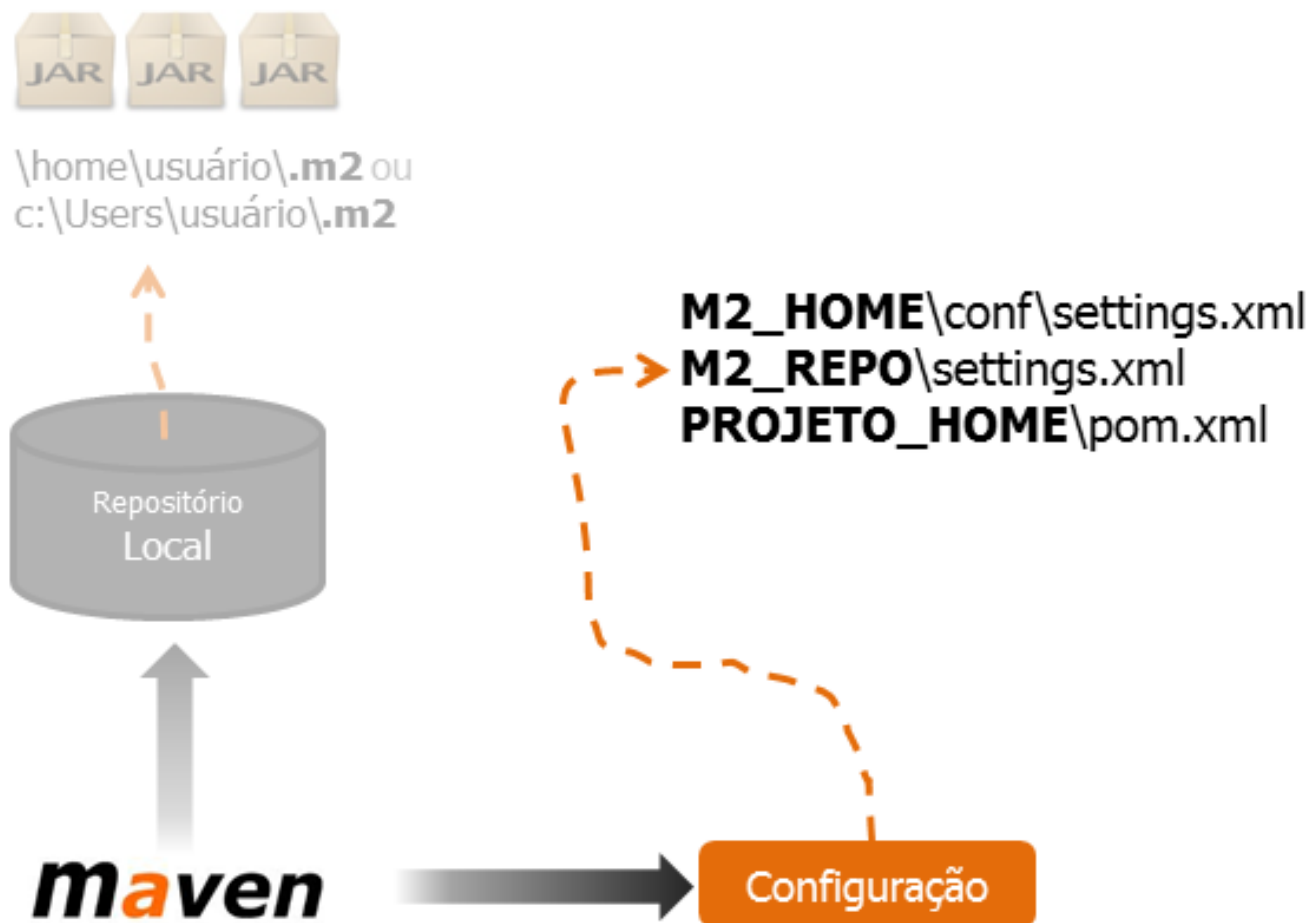 JAR JAR JAR
\home\usuário\.m2 ou
c:\Users\usuário\.m2
M2_HOME\conf\settings.xml
M2_REPO\settings.xml
PROJETO_HOME\pom.xml
Repositório
Local
maven
Configuração